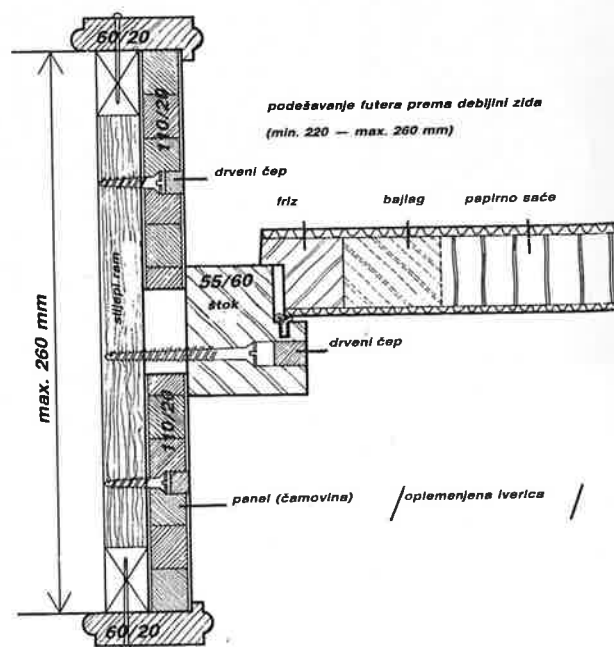 60/20
110/20
podešavanje futera prema debljini zida
(min. 220 — max. 260 mm)
drveni čep
friz
bajlag
papirno saće
55/60
štok
slijepi ram
max. 260 mm
drveni čep
110/20
panel (čamovina)
/oplemenjena iverica /
60/20